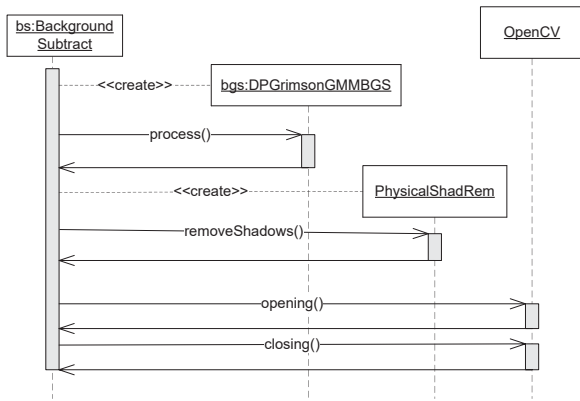 bs:Background
Subtract
OpenCV
<<create>>
bgs:DPGrimsonGMMBGS
process()
<<create>>
PhysicalShadRem
removeShadows()
opening()
closing()